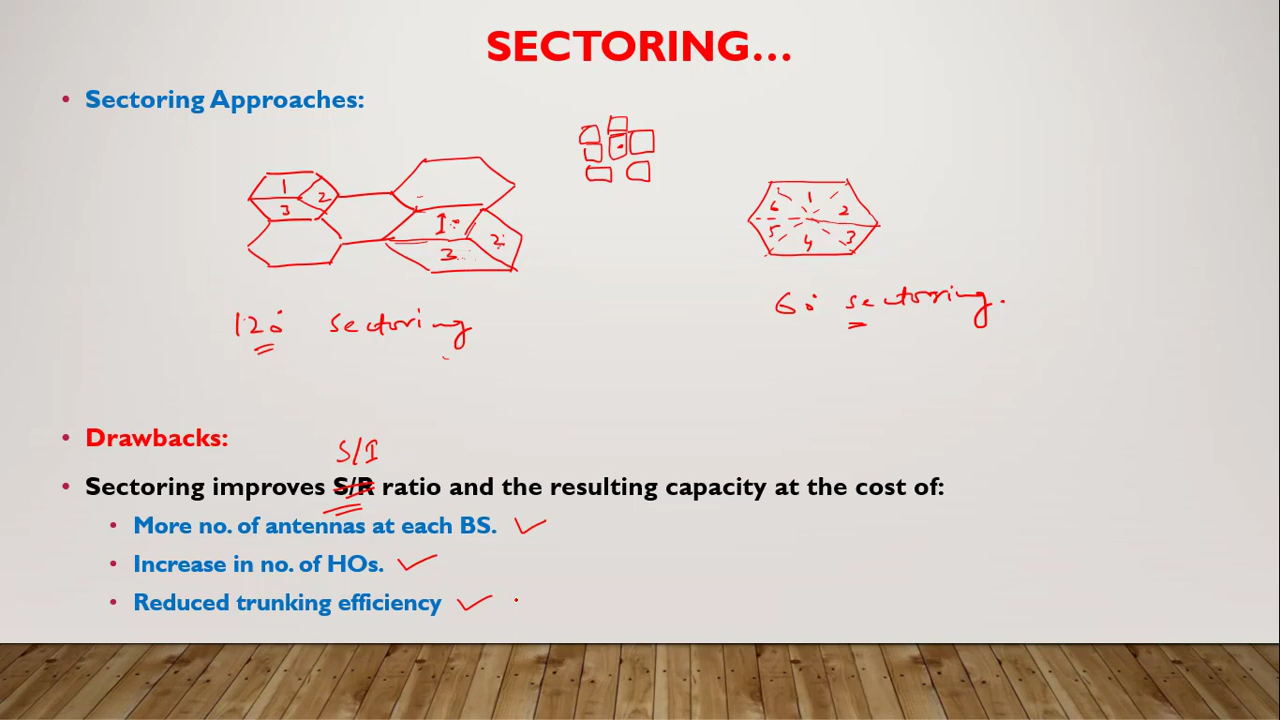 SECTORING...
• Sectoring Approaches:
1
2
3
1
2
3
6 1 2
5 4 3
120° sectoring
60° sectoring.
• Drawbacks:
S/I
• Sectoring improves S/R ratio and the resulting capacity at the cost of:
• More no. of antennas at each BS.
• Increase in no. of HOs.
• Reduced trunking efficiency